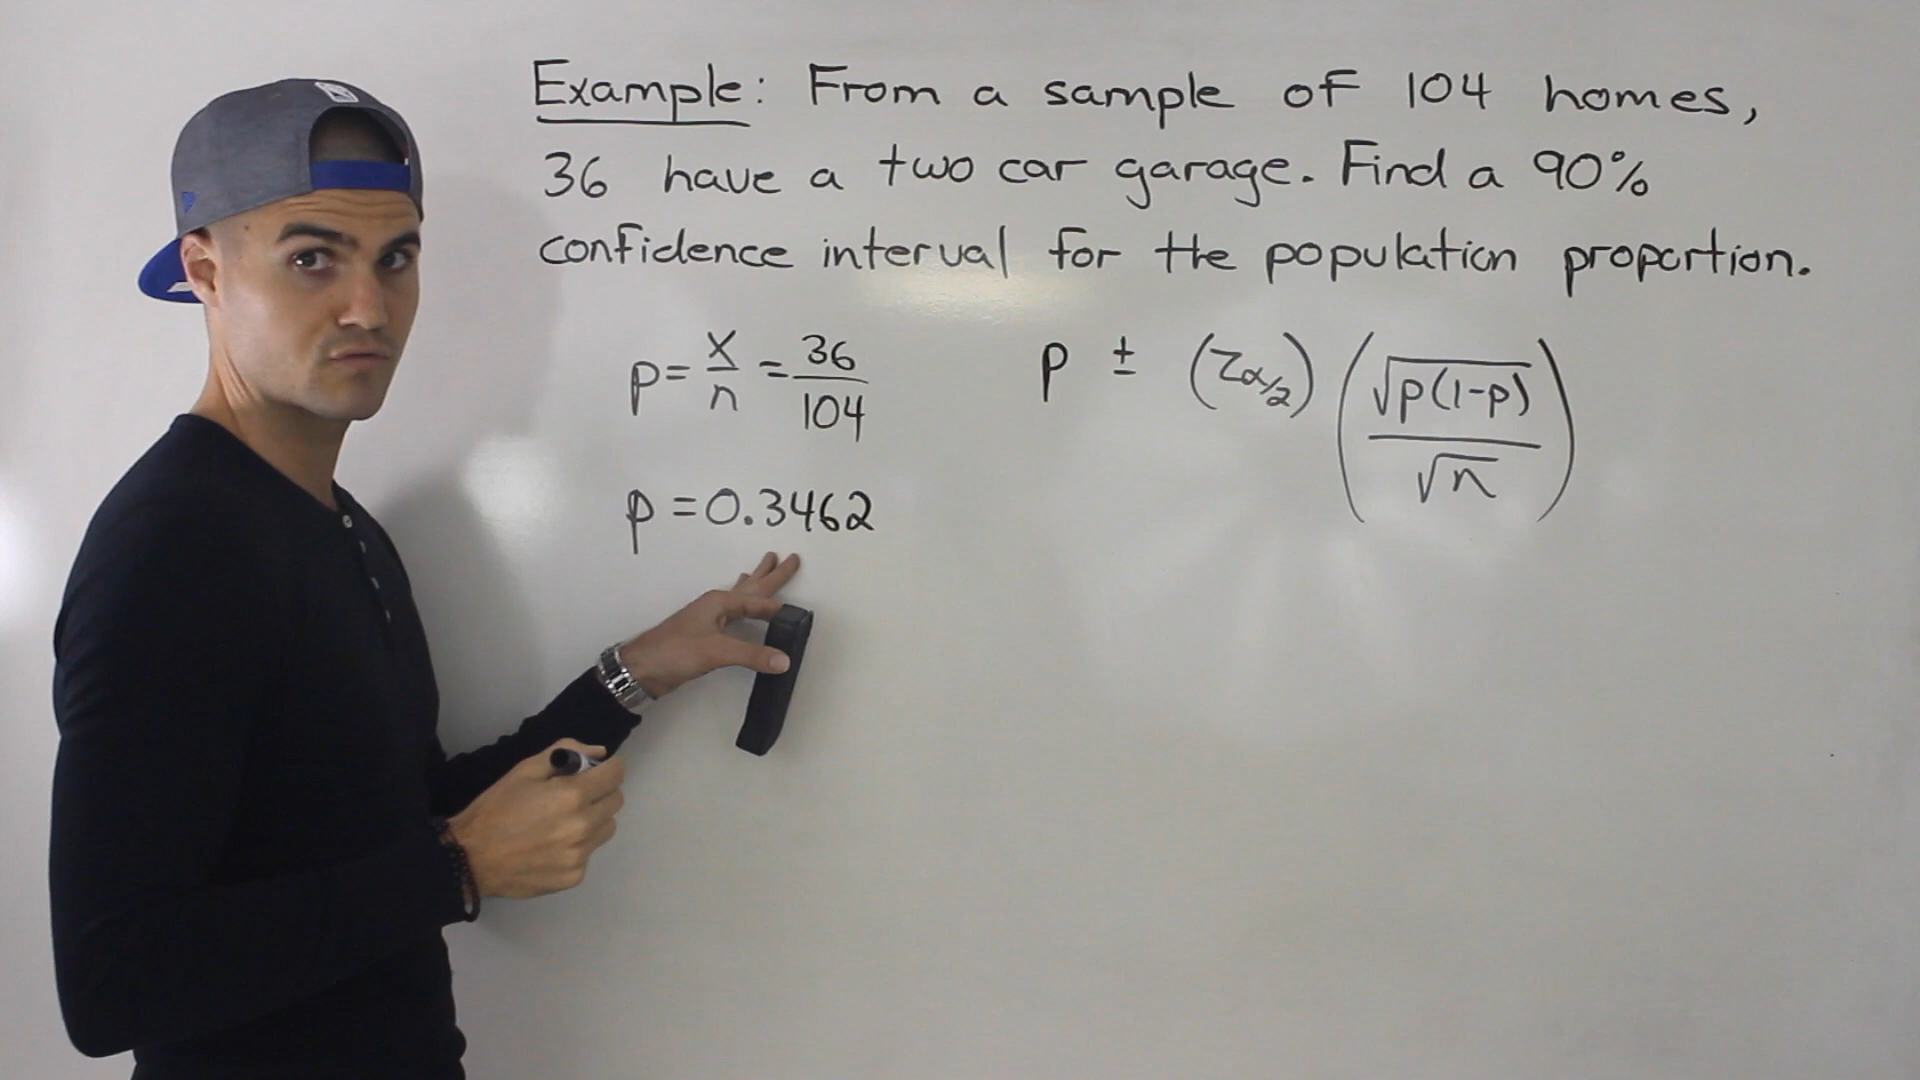 Example: From a sample of 104 homes,
36 have a two car garage. Find a 90%
confidence interval for the population proportion.
p = x/n = 36/104
p ± (Zα/2) (√p(1-p) / √n)
p = 0.3462